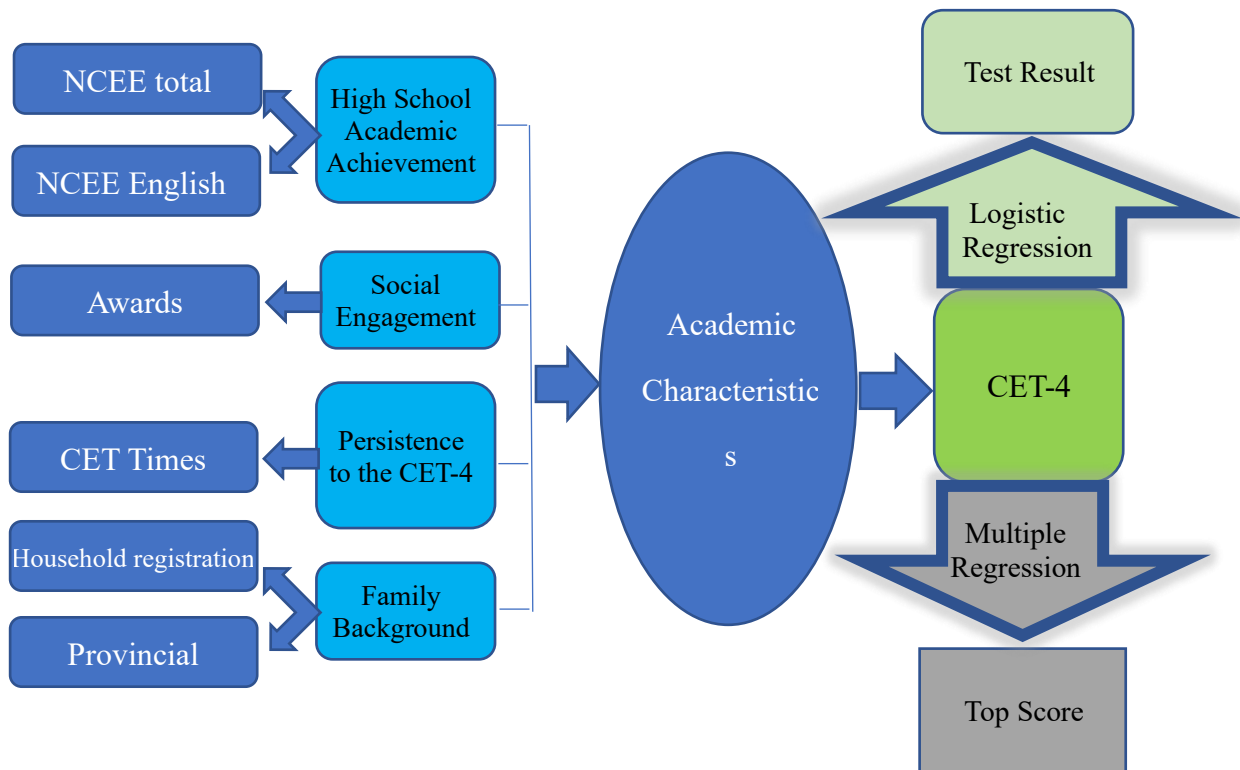 NCEE total
NCEE English
High School
Academic
Achievement
Awards
Social
Engagement
CET Times
Persistence
to the CET-4
Household registration
Provincial
Family
Background
Academic
Characteristic
s
Test Result
Logistic
Regression
CET-4
Multiple
Regression
Top Score